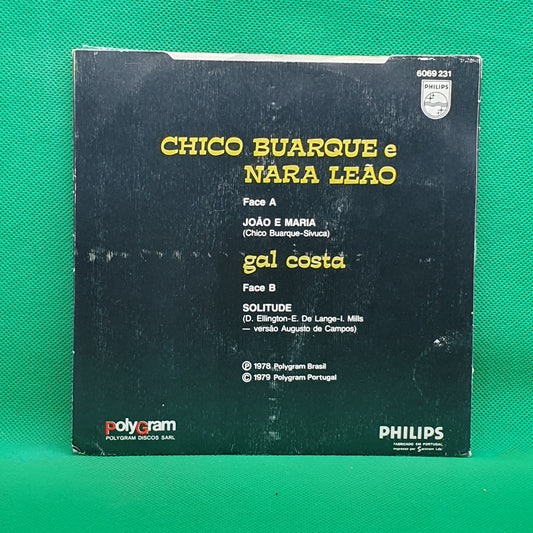 6069 231
PHILIPS
CHICO BUARQUE e
NARA LEÃO
Face A
JOÃO E MARIA
(Chico Buarque-Sivuca)
gal costa
Face B
SOLITUDE
(D. Ellington-E. De Lange-I. Mills
— versão Augusto de Campos)
Ⓟ 1978 Polygram Brasil
© 1979 Polygram Portugal
PolyGram
POLYGRAM DISCOS SARL
PHILIPS
FABRICADO EM PORTUGAL
Impresso por